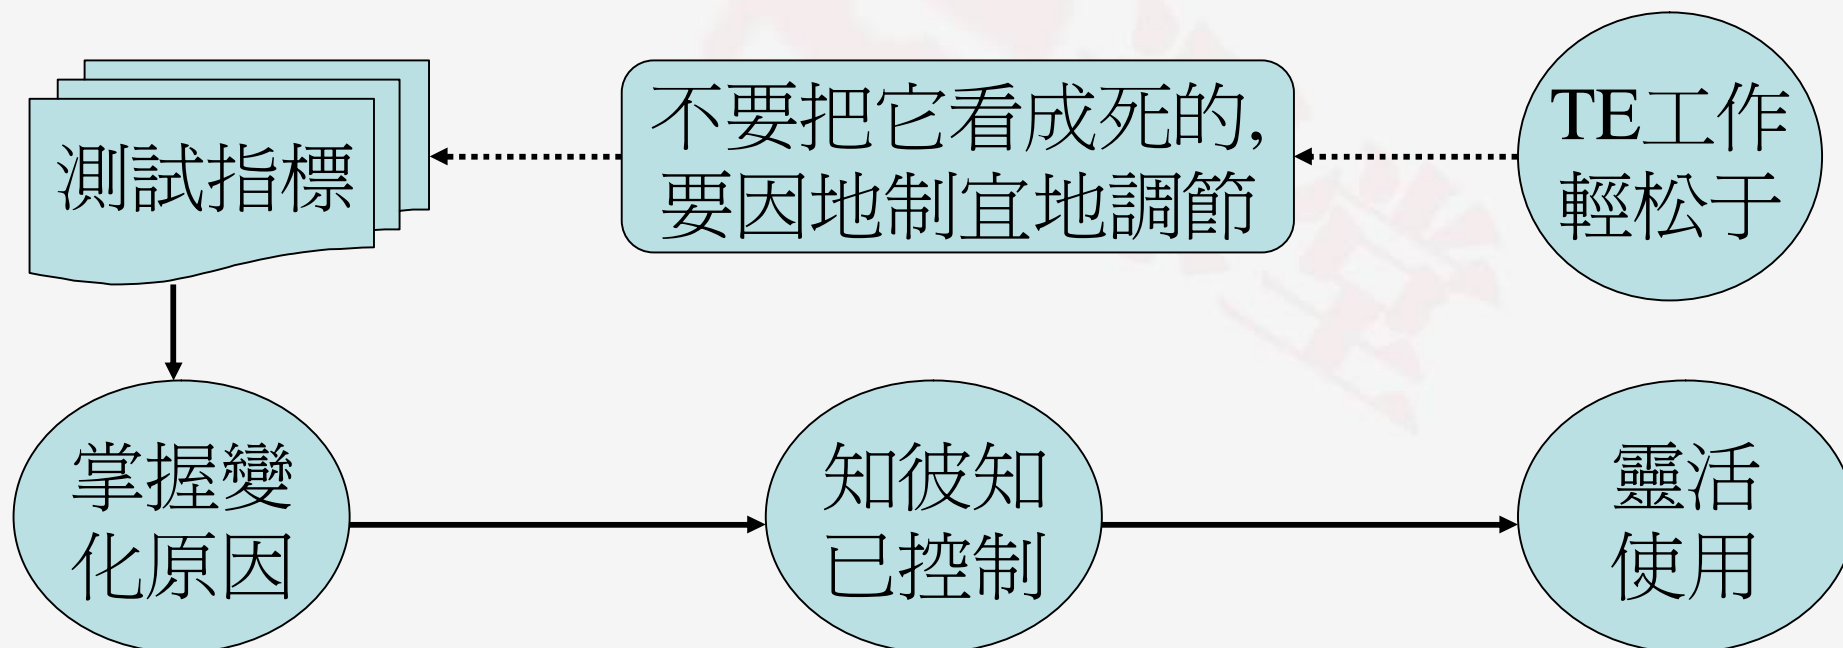 測試指標
不要把它看成死的,
要因地制宜地調節
TE工作
輕松于
掌握變
化原因
知彼知
已控制
靈活
使用